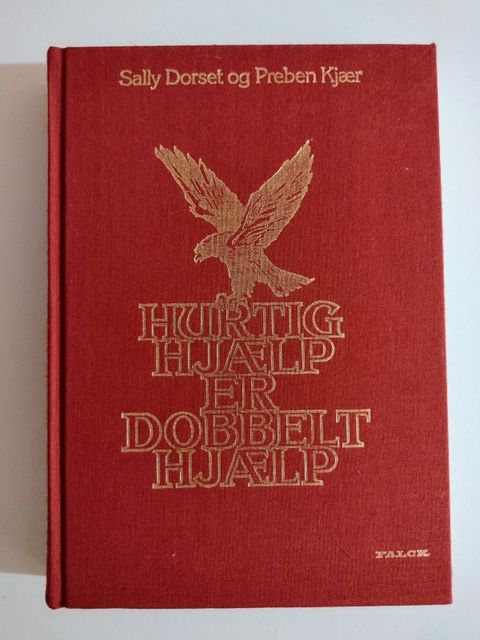 Sally Dorset og Preben Kjær
HURTIG
HJÆLP
ER
DOBBELT
HJÆLP
FALCK